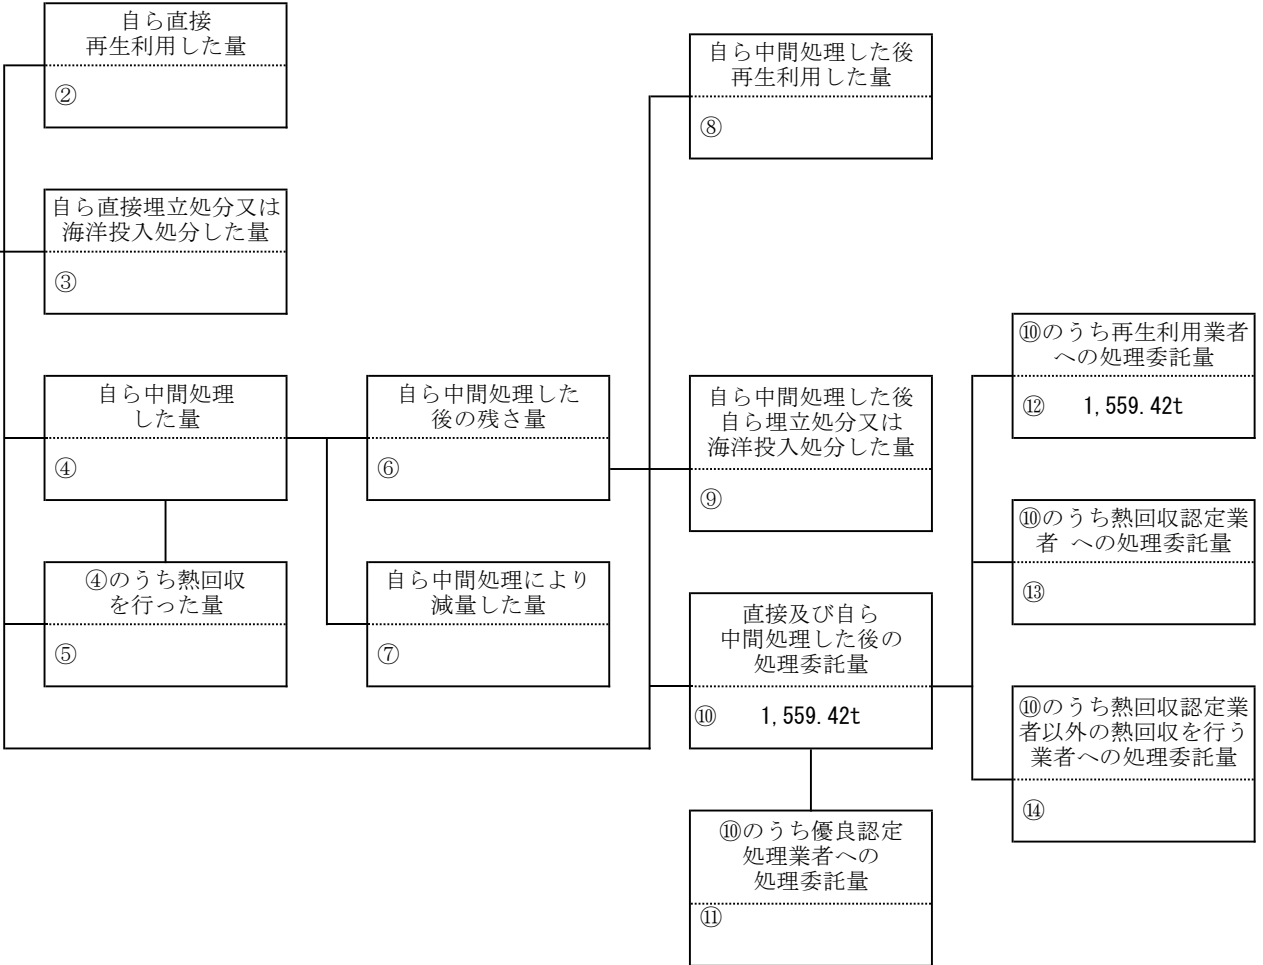 自ら直接
再生利用した量
②
自ら中間処理した後
再生利用した量
⑧
自ら直接埋立処分又は
海洋投入処分した量
③
⑩のうち再生利用業者
への処理委託量
⑫ 1,559.42t
自ら中間処理
した量
④
自ら中間処理した
後の残さ量
⑥
自ら中間処理した後
自ら埋立処分又は
海洋投入処分した量
⑨
⑩のうち熱回収認定業
者 への処理委託量
⑬
④のうち熱回収
を行った量
⑤
自ら中間処理により
減量した量
⑦
直接及び自ら
中間処理した後の
処理委託量
⑩ 1,559.42t
⑩のうち熱回収認定業
者以外の熱回収を行う
業者への処理委託量
⑭
⑩のうち優良認定
処理業者への
処理委託量
⑪